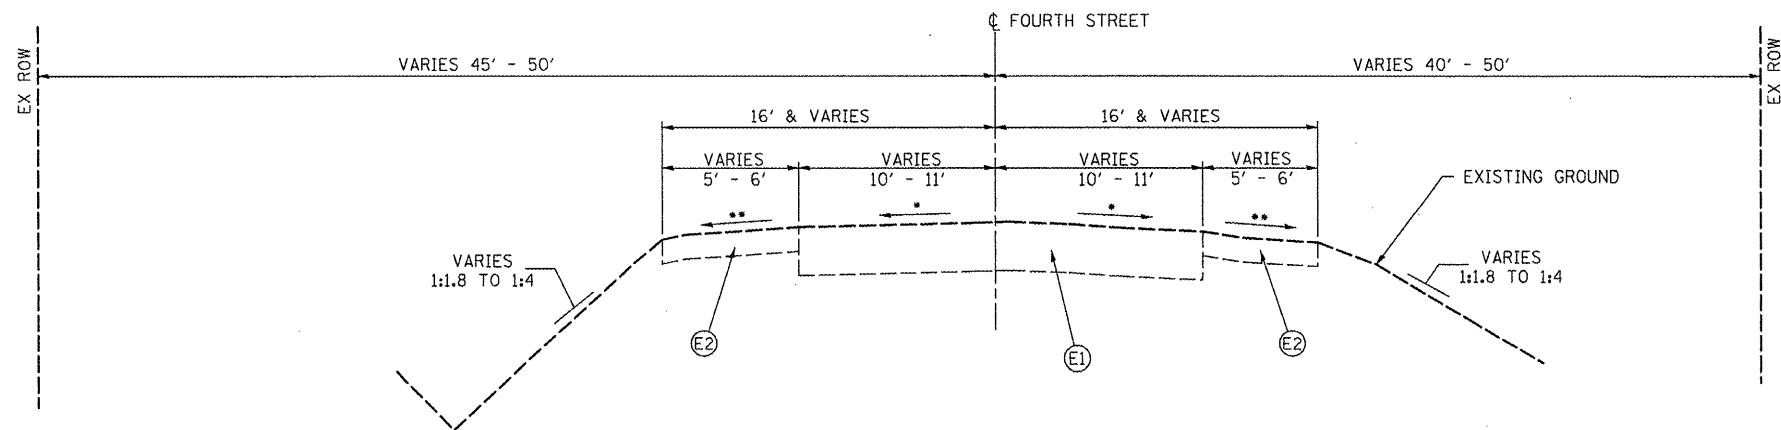 ℄ FOURTH STREET
EX ROW
VARIES 45' - 50'
VARIES 40' - 50'
EX ROW
16' & VARIES
16' & VARIES
VARIES
5' - 6'
VARIES
10' - 11'
VARIES
10' - 11'
VARIES
5' - 6'
EXISTING GROUND
**
*
*
**
VARIES
1:1.8 TO 1:4
VARIES
1:1.8 TO 1:4
E2
E1
E2